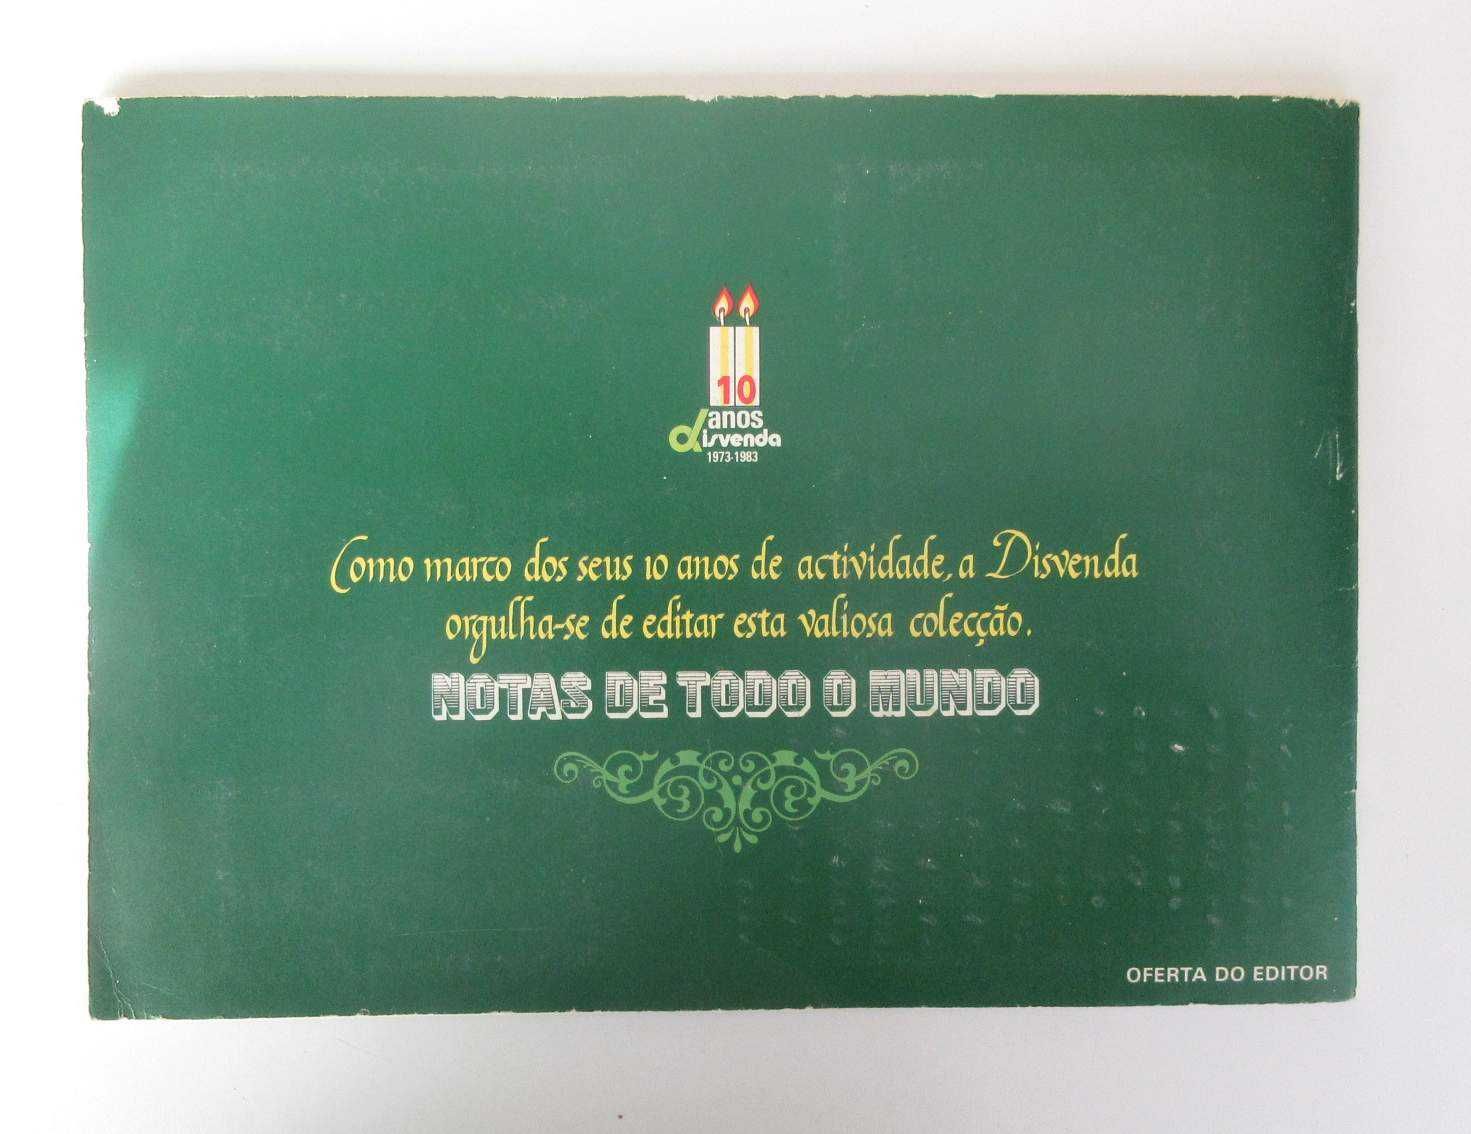 10
anos
disvenda
1973-1983
Como marco dos seus 10 anos de actividade, a Disvenda
orgulha-se de editar esta valiosa colecção.
NOTAS DE TODO O MUNDO
OFERTA DO EDITOR